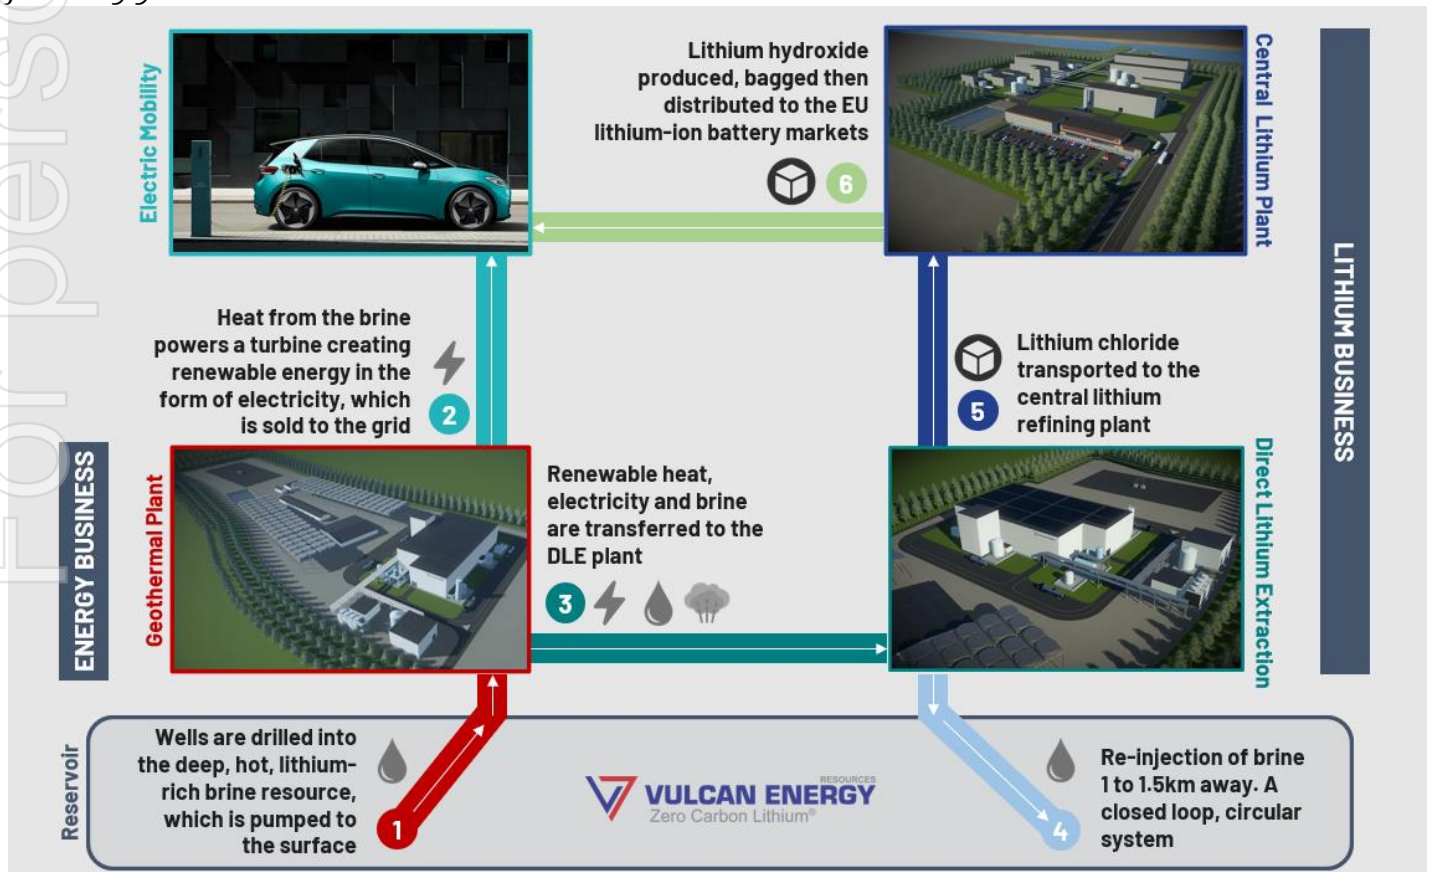 For perso
Electric Mobility
Lithium hydroxide
produced, bagged then
distributed to the EU
lithium-ion battery markets
6
Central Lithium Plant
LITHIUM BUSINESS
Heat from the brine
powers a turbine creating
renewable energy in the
form of electricity, which
is sold to the grid
2
Lithium chloride
transported to the
central lithium
refining plant
5
ENERGY BUSINESS
Geothermal Plant
Renewable heat,
electricity and brine
are transferred to the
DLE plant
3
Direct Lithium Extraction
Reservoir
Wells are drilled into
the deep, hot, lithium-
rich brine resource,
which is pumped to
the surface
1
VULCAN ENERGY
RESOURCES
Zero Carbon Lithium®
4
Re-injection of brine
1 to 1.5km away. A
closed loop, circular
system